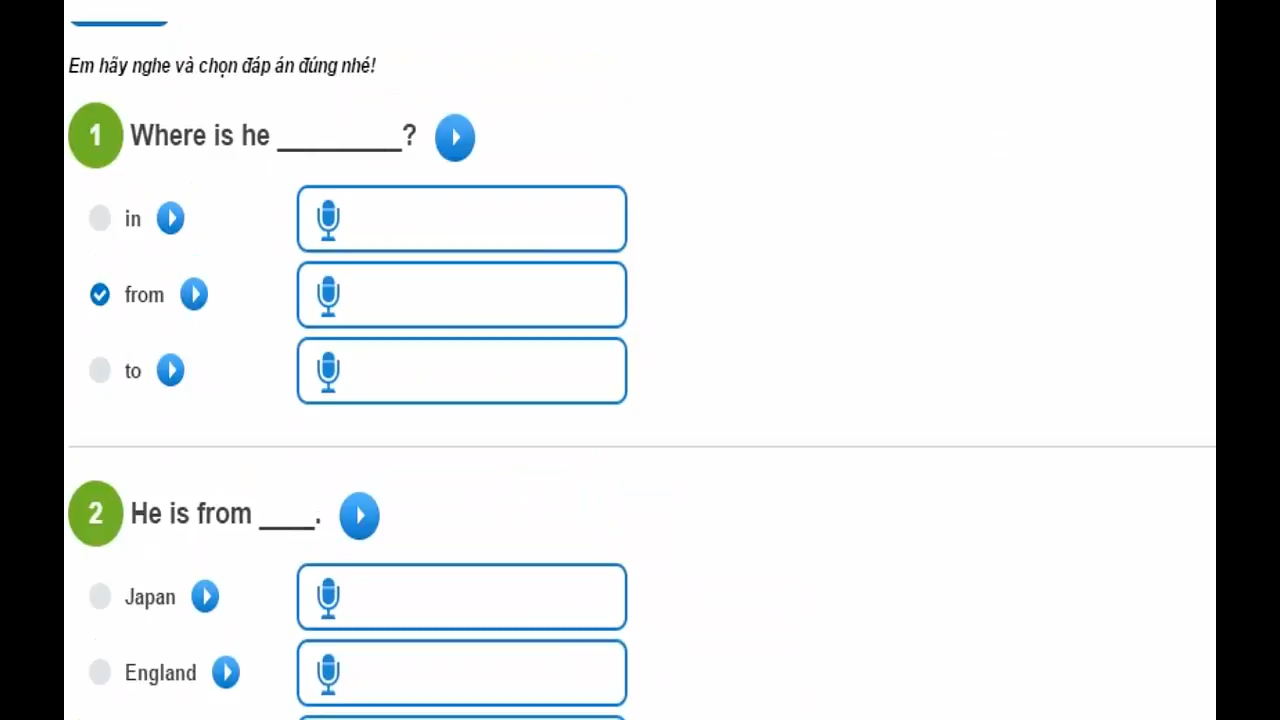 Em hãy nghe và chọn đáp án đúng nhé!
1 Where is he _________?
in
from
to
2 He is from ____.
Japan
England